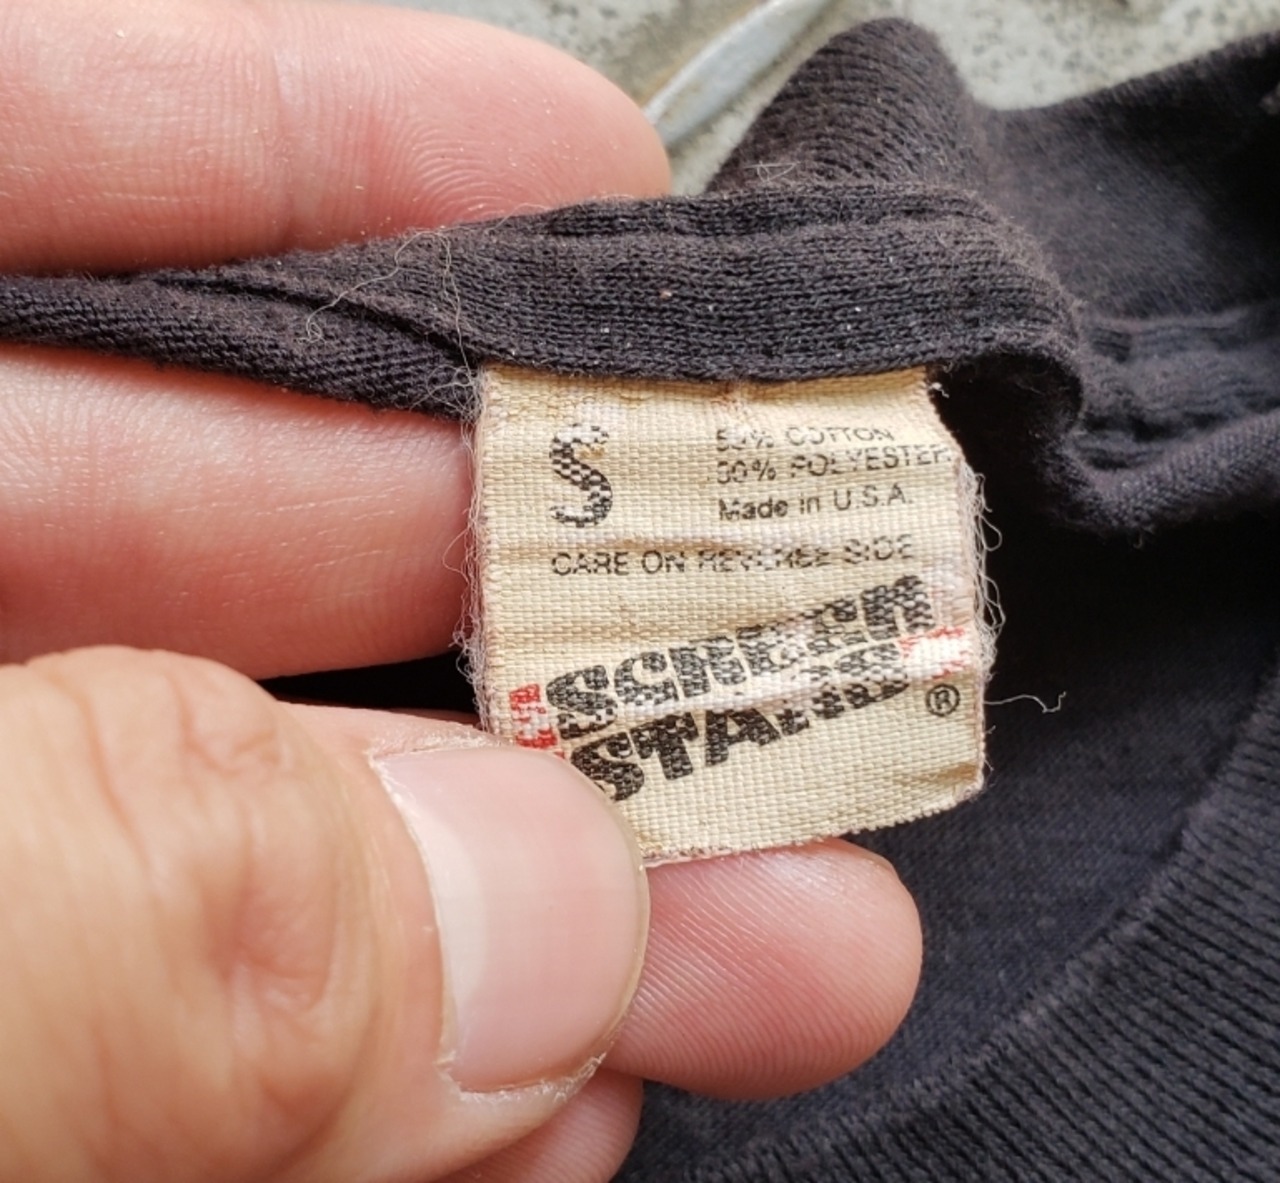 S
50% COTTON
50% POLYESTER
Made in U.S.A.
CARE ON REVERSE SIDE
SCREEN
STARS
®